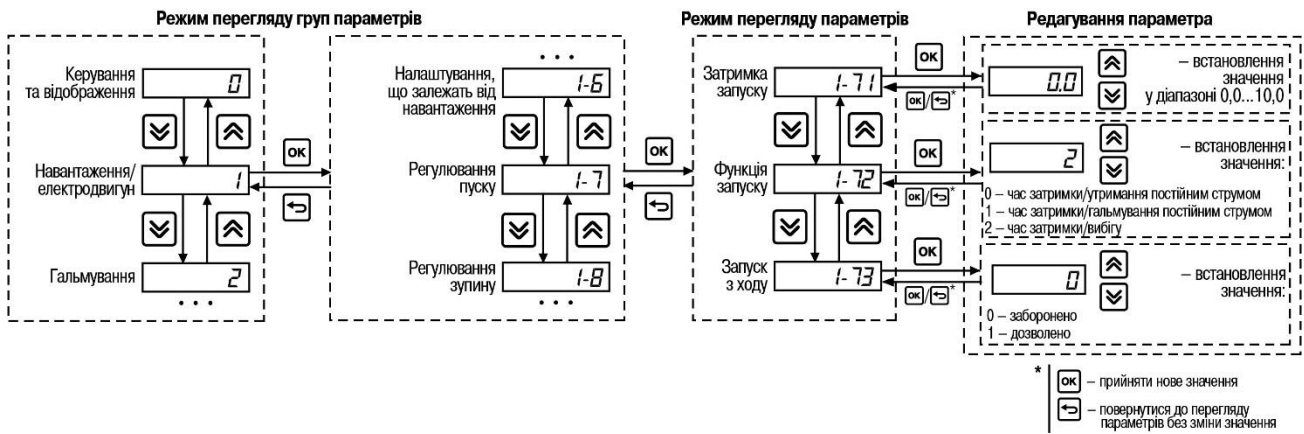 Режим перегляду груп параметрів
Керування
та відображення
0
Навантаження/
електродвигун
1
Гальмування
2
. . .
OK
. . .
Налаштування,
що залежать від
навантаження
1-6
Регулювання
пуску
1-7
Регулювання
зупину
1-8
. . .
OK
Режим перегляду параметрів
Затримка
запуску
1-71
Функція
запуску
1-72
Запуск
з ходу
1-73
OK
OK/ *
OK
OK/ *
OK
OK/ *
Редагування параметра
0.0
– встановлення
значення
у діапазоні 0,0...10,0
2
– встановлення
значення:
0 – час затримки/утримання постійним струмом
1 – час затримки/гальмування постійним струмом
2 – час затримки/вибігу
0
– встановлення
значення:
0 – заборонено
1 – дозволено
*
OK – прийняти нове значення
– повернутися до перегляду
параметрів без зміни значення